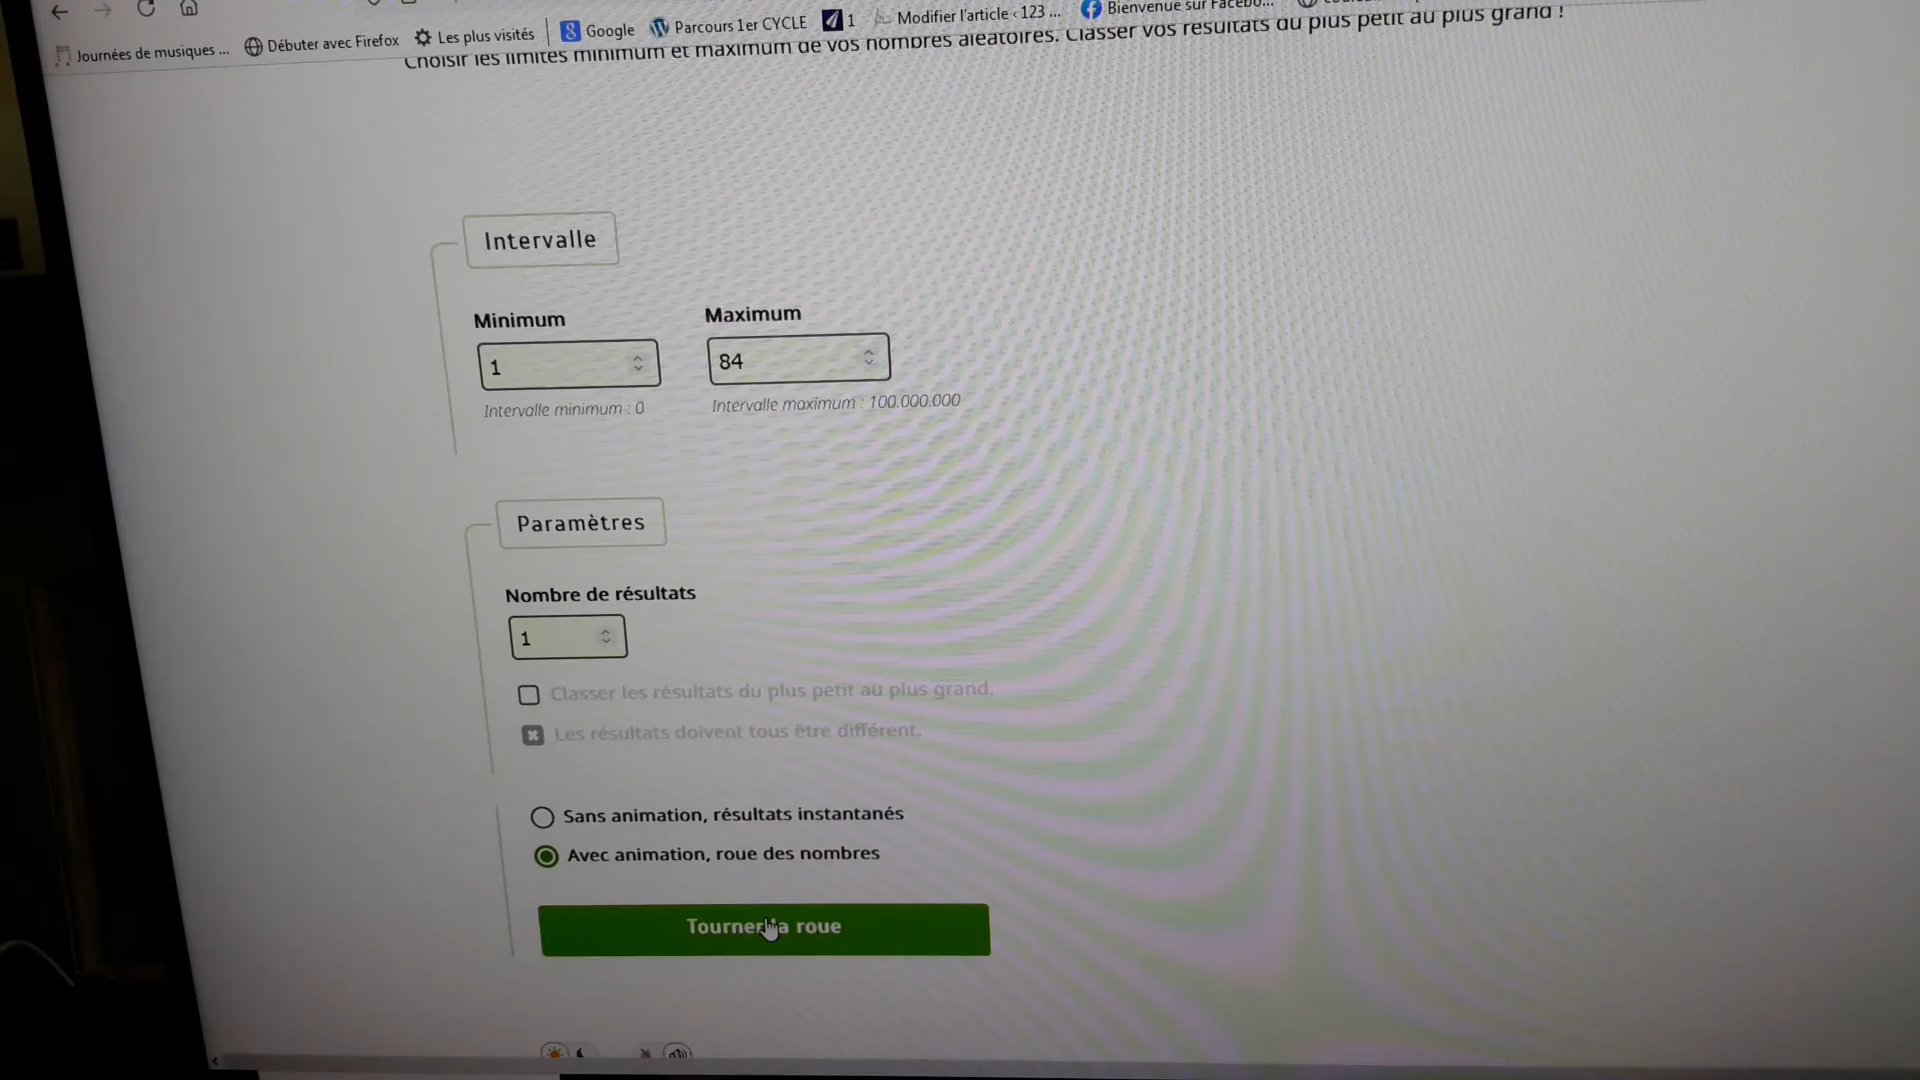 Bienvenue sur Facebo...
Journées de musiques ... Débuter avec Firefox Les plus visités Google Parcours 1er CYCLE 1 Modifier l'article ‹ 123 ...
Choisir les limites minimum et maximum de vos nombres aléatoires. Classer vos résultats du plus petit au plus grand !
Intervalle
Minimum Maximum
1 84
Intervalle minimum : 0 Intervalle maximum : 100.000.000
Paramètres
Nombre de résultats
1
Classer les résultats du plus petit au plus grand.
Les résultats doivent tous être différent.
Sans animation, résultats instantanés
Avec animation, roue des nombres
Tourner la roue